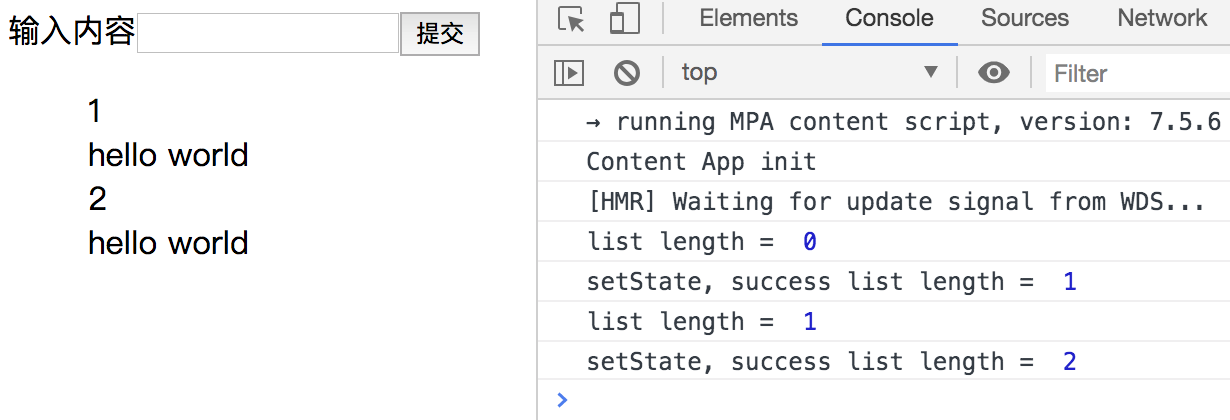 输入内容 提交
1
hello world
2
hello world
Elements Console Sources Network
top ▼ Filter
→ running MPA content script, version: 7.5.6
Content App init
[HMR] Waiting for update signal from WDS...
list length = 0
setState, success list length = 1
list length = 1
setState, success list length = 2
>